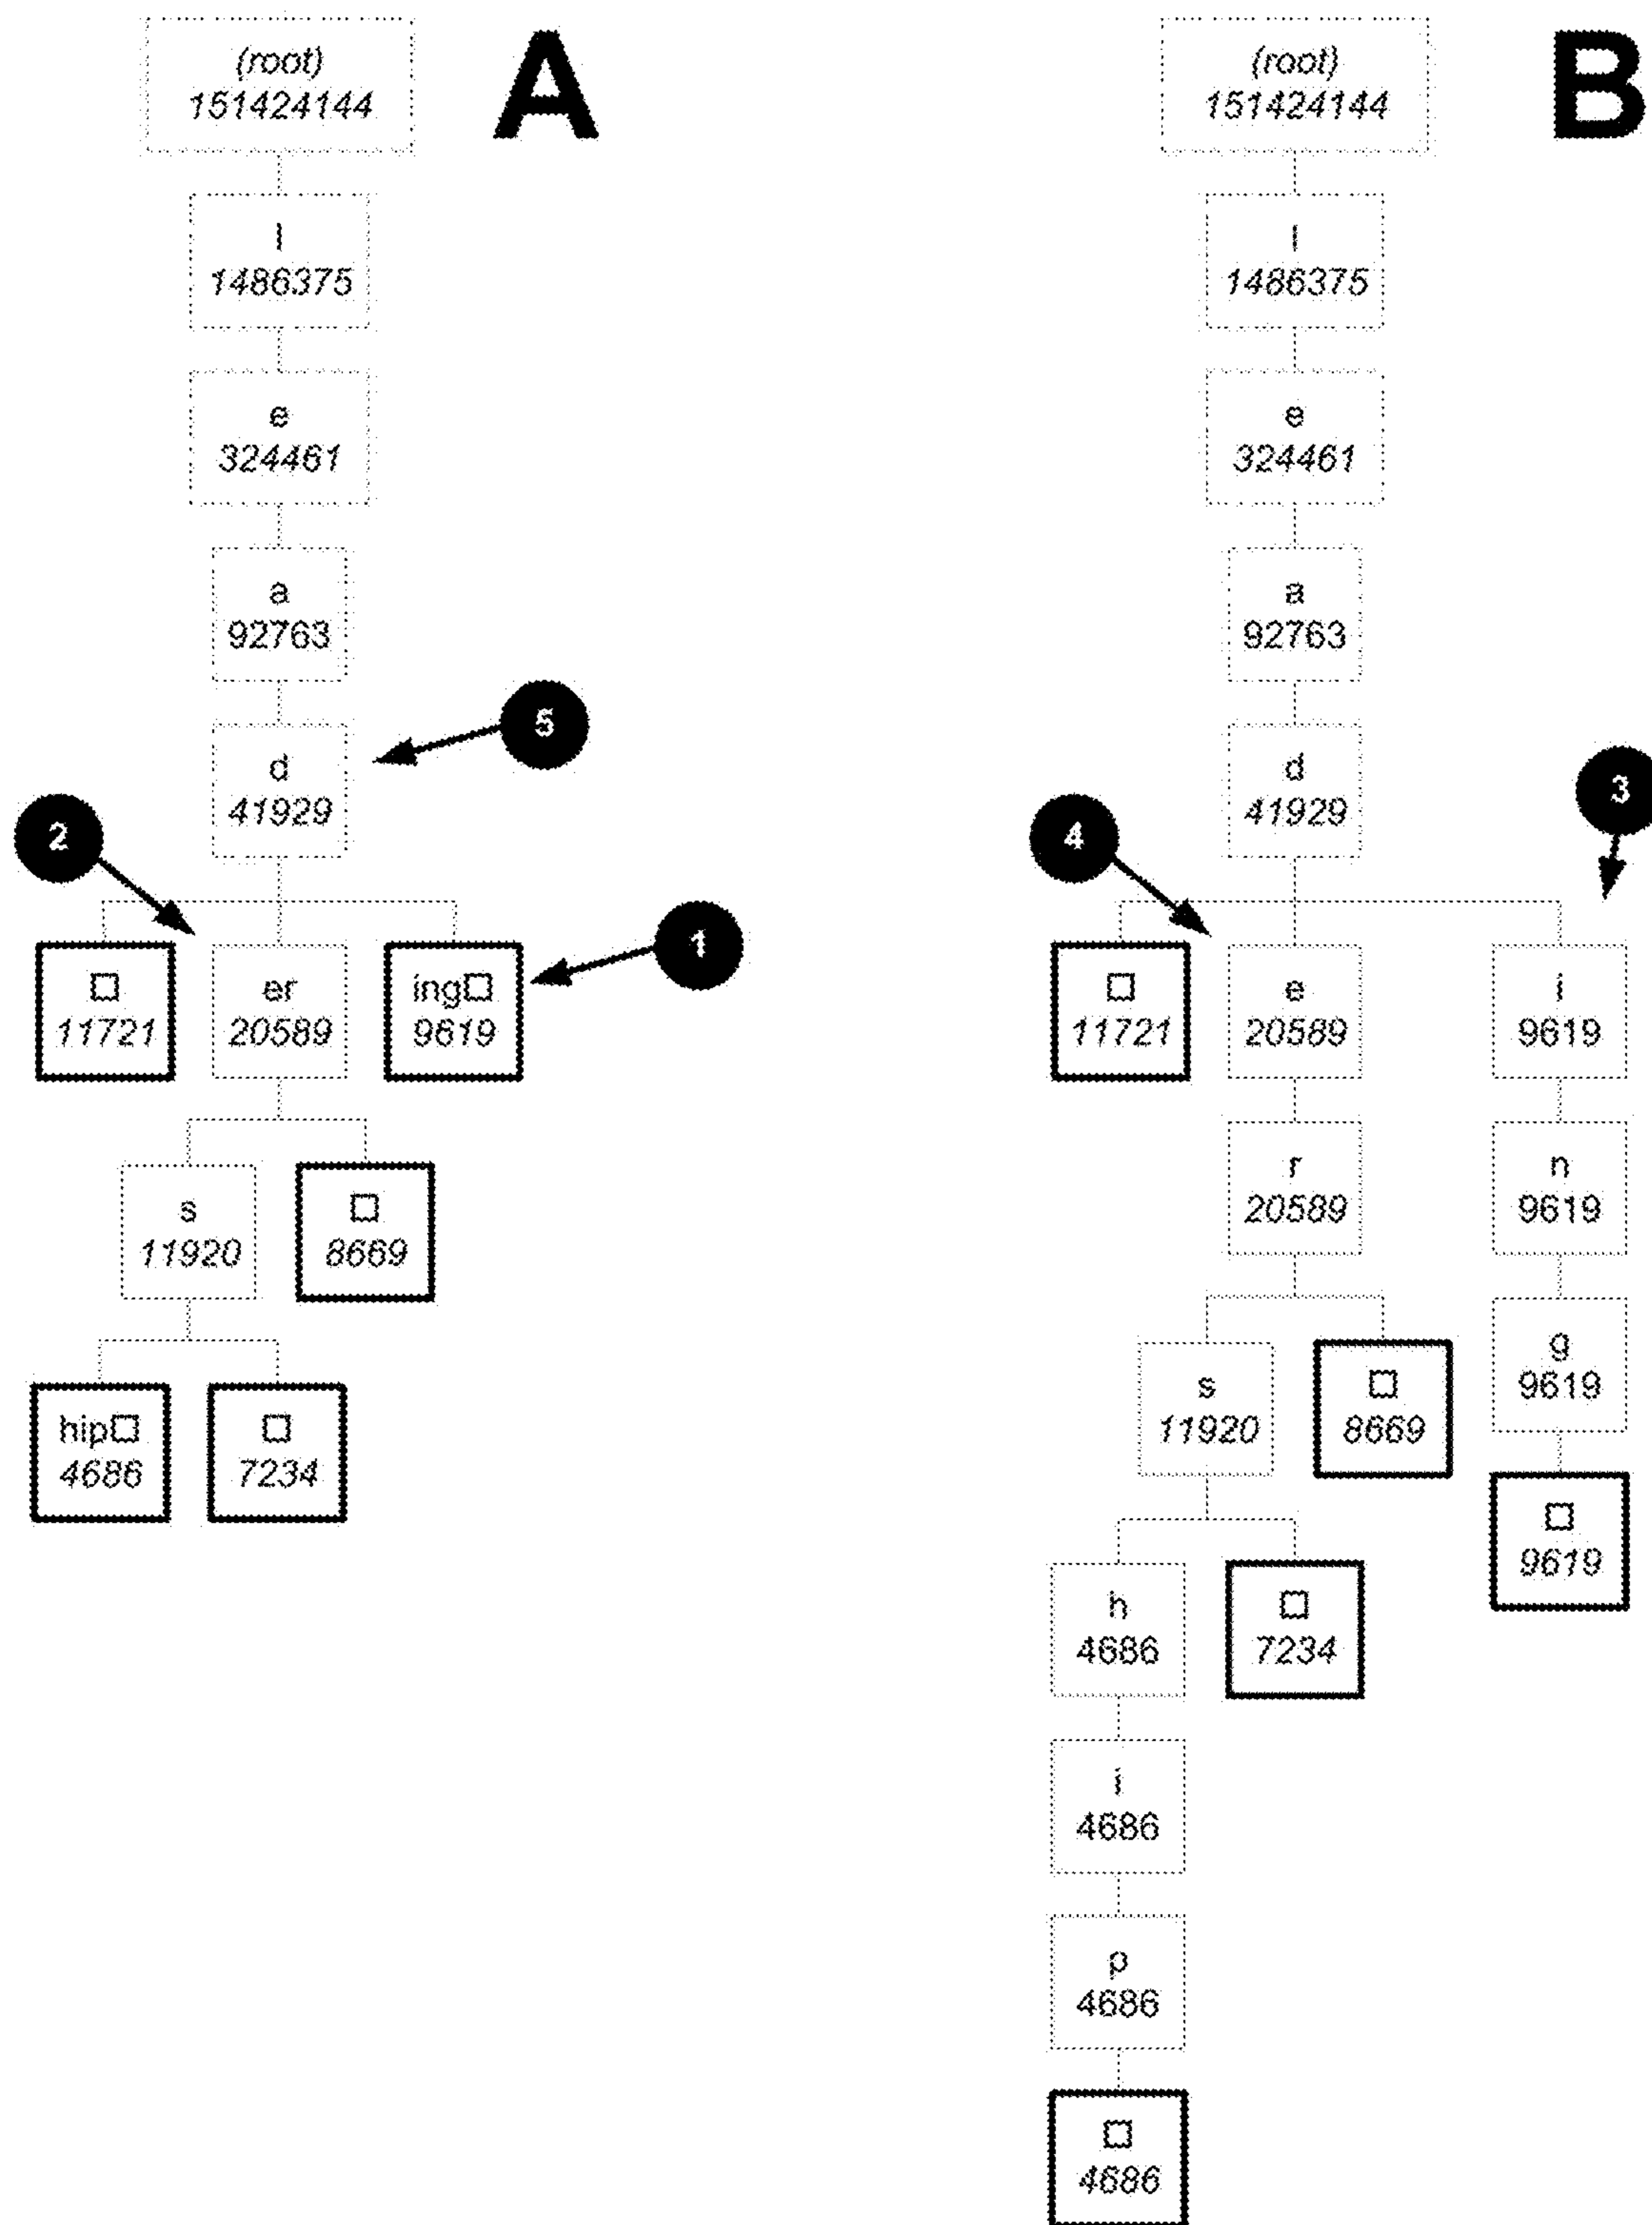 A
(root)
151424144
l
1486375
e
324461
a
92763
5
d
41929
2
1
□
11721
er
20589
ing□
9619
s
11920
□
8669
hip□
4686
□
7234
B
(root)
151424144
l
1486375
e
324461
a
92763
3
d
41929
4
□
11721
e
20589
i
9619
r
20589
n
9619
s
11920
□
8669
g
9619
□
9619
h
4686
□
7234
i
4686
p
4686
□
4686